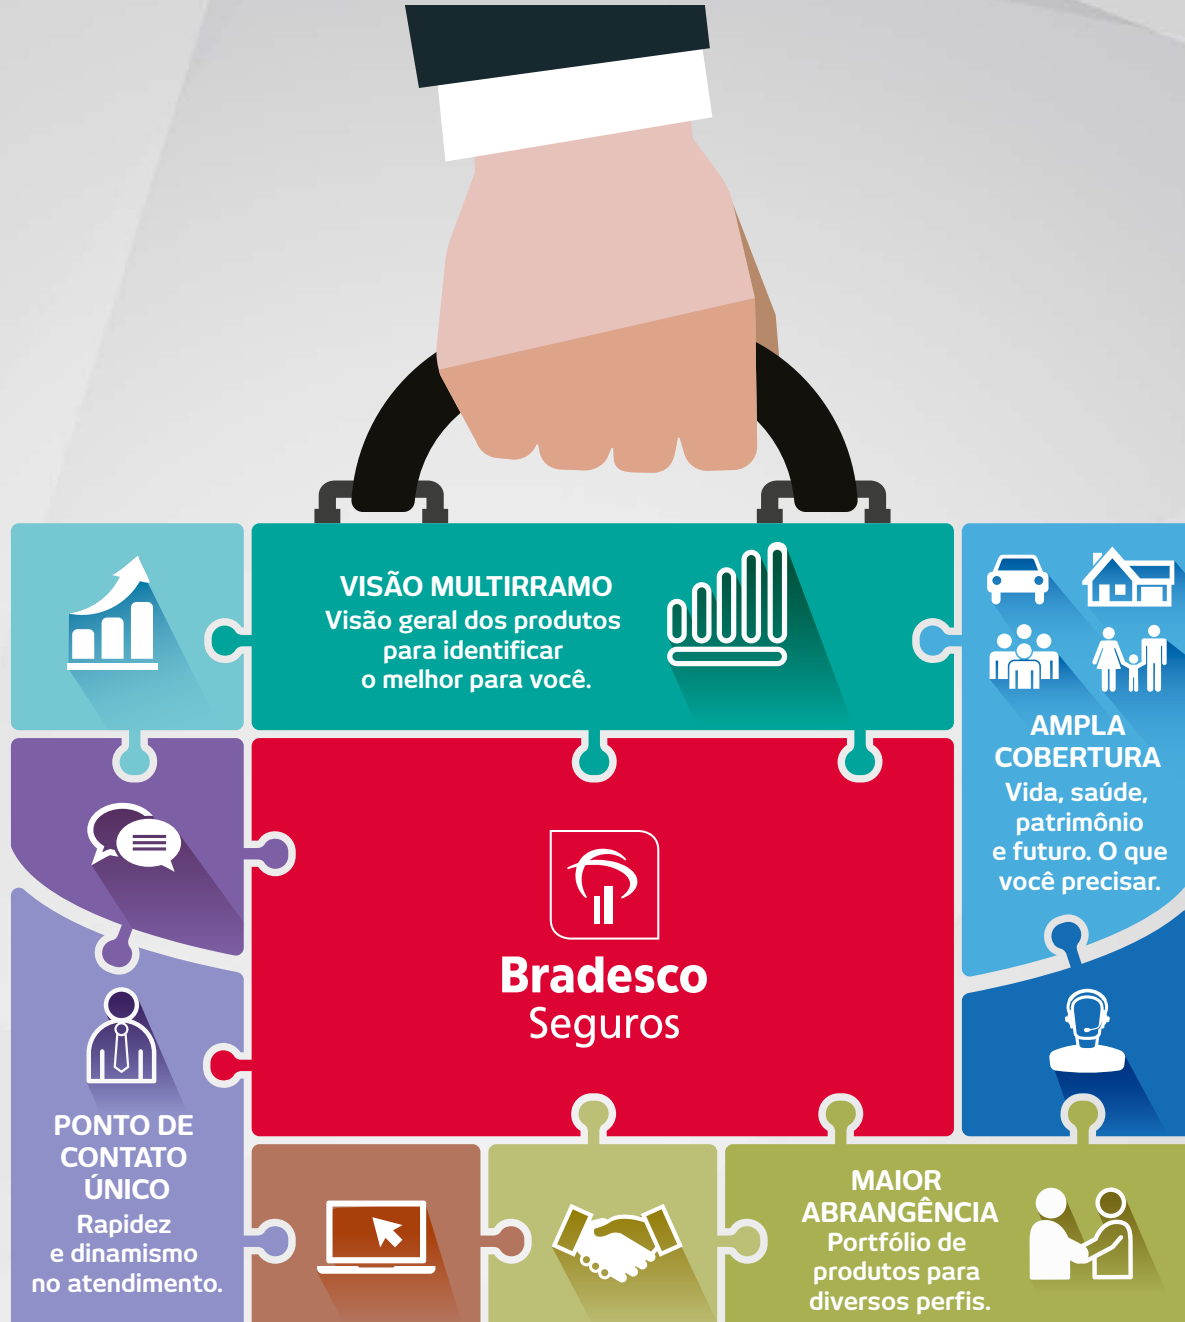 VISÃO MULTIRRAMO
Visão geral dos produtos
para identificar
o melhor para você.
AMPLA
COBERTURA
Vida, saúde,
patrimônio
e futuro. O que
você precisar.
Bradesco
Seguros
PONTO DE
CONTATO
ÚNICO
Rapidez
e dinamismo
no atendimento.
MAIOR
ABRANGÊNCIA
Portfólio de
produtos para
diversos perfis.